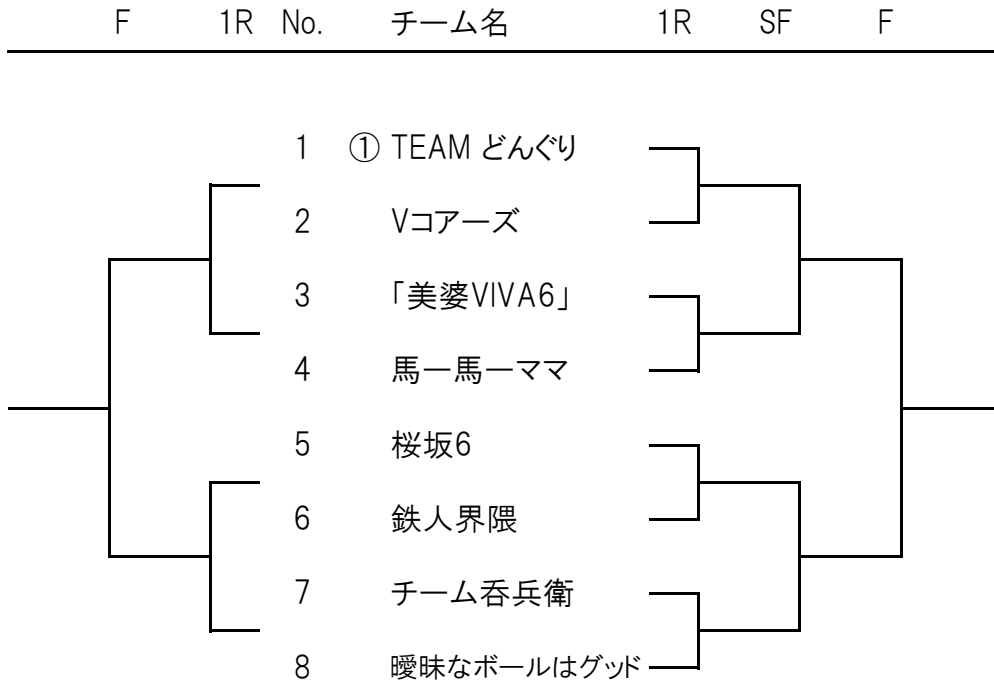 F 1R No. チーム名 1R SF F
1 ① TEAM どんぐり
2 Vコアーズ
3 「美婆VIVA6」
4 馬ー馬ーママ
5 桜坂6
6 鉄人界隈
7 チーム呑兵衛
8 曖昧なボールはグッド